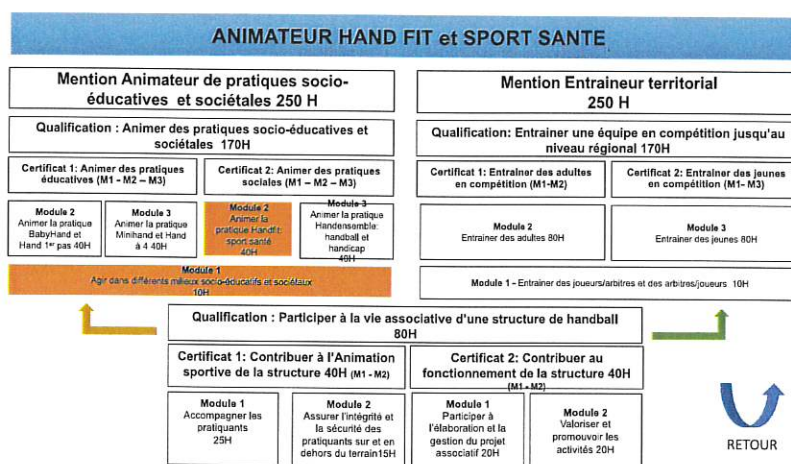 ANIMATEUR HAND FIT et SPORT SANTE
Mention Animateur de pratiques socio-
éducatives et sociétales 250 H
Qualification : Animer des pratiques socio-éducatives et
sociétales 170H
Certificat 1: Animer des pratiques
éducatives (M1 - M2 – M3)
Certificat 2: Animer des pratiques
sociales (M1 – M2 – M3)
Module 2
Animer la pratique
BabyHand et
Hand 1er pas 40H
Module 3
Animer la pratique
Minihand et Hand
à 4 40H
Module 2
Animer la
pratique Handfit:
sport santé
40H
Module 3
Animer la pratique
Handensemble:
handball et
handicap
40H
Module 1
Agir dans différents milieux socio-éducatifs et sociétaux
10H
Mention Entraineur territorial
250 H
Qualification: Entrainer une équipe en compétition jusqu'au
niveau régional 170H
Certificat 1: Entraîner des adultes
en compétition (M1-M2)
Certificat 2: Entraîner des jeunes
en compétition (M1- M3)
Module 2
Entrainer des adultes 80H
Module 3
Entrainer des jeunes 80H
Module 1 - Entrainer des joueurs/arbitres et des arbitres/joueurs 10H
Qualification : Participer à la vie associative d'une structure de handball
80H
Certificat 1: Contribuer à l'Animation
sportive de la structure 40H (M1 - M2)
Certificat 2: Contribuer au
fonctionnement de la structure 40H
(M1 - M2)
Module 1
Accompagner les
pratiquants
25H
Module 2
Assurer l'intégrité et
la sécurité des
pratiquants sur et en
dehors du terrain15H
Module 1
Participer à
l'élaboration et la
gestion du projet
associatif 20H
Module 2
Valoriser et
promouvoir les
activités 20H
RETOUR